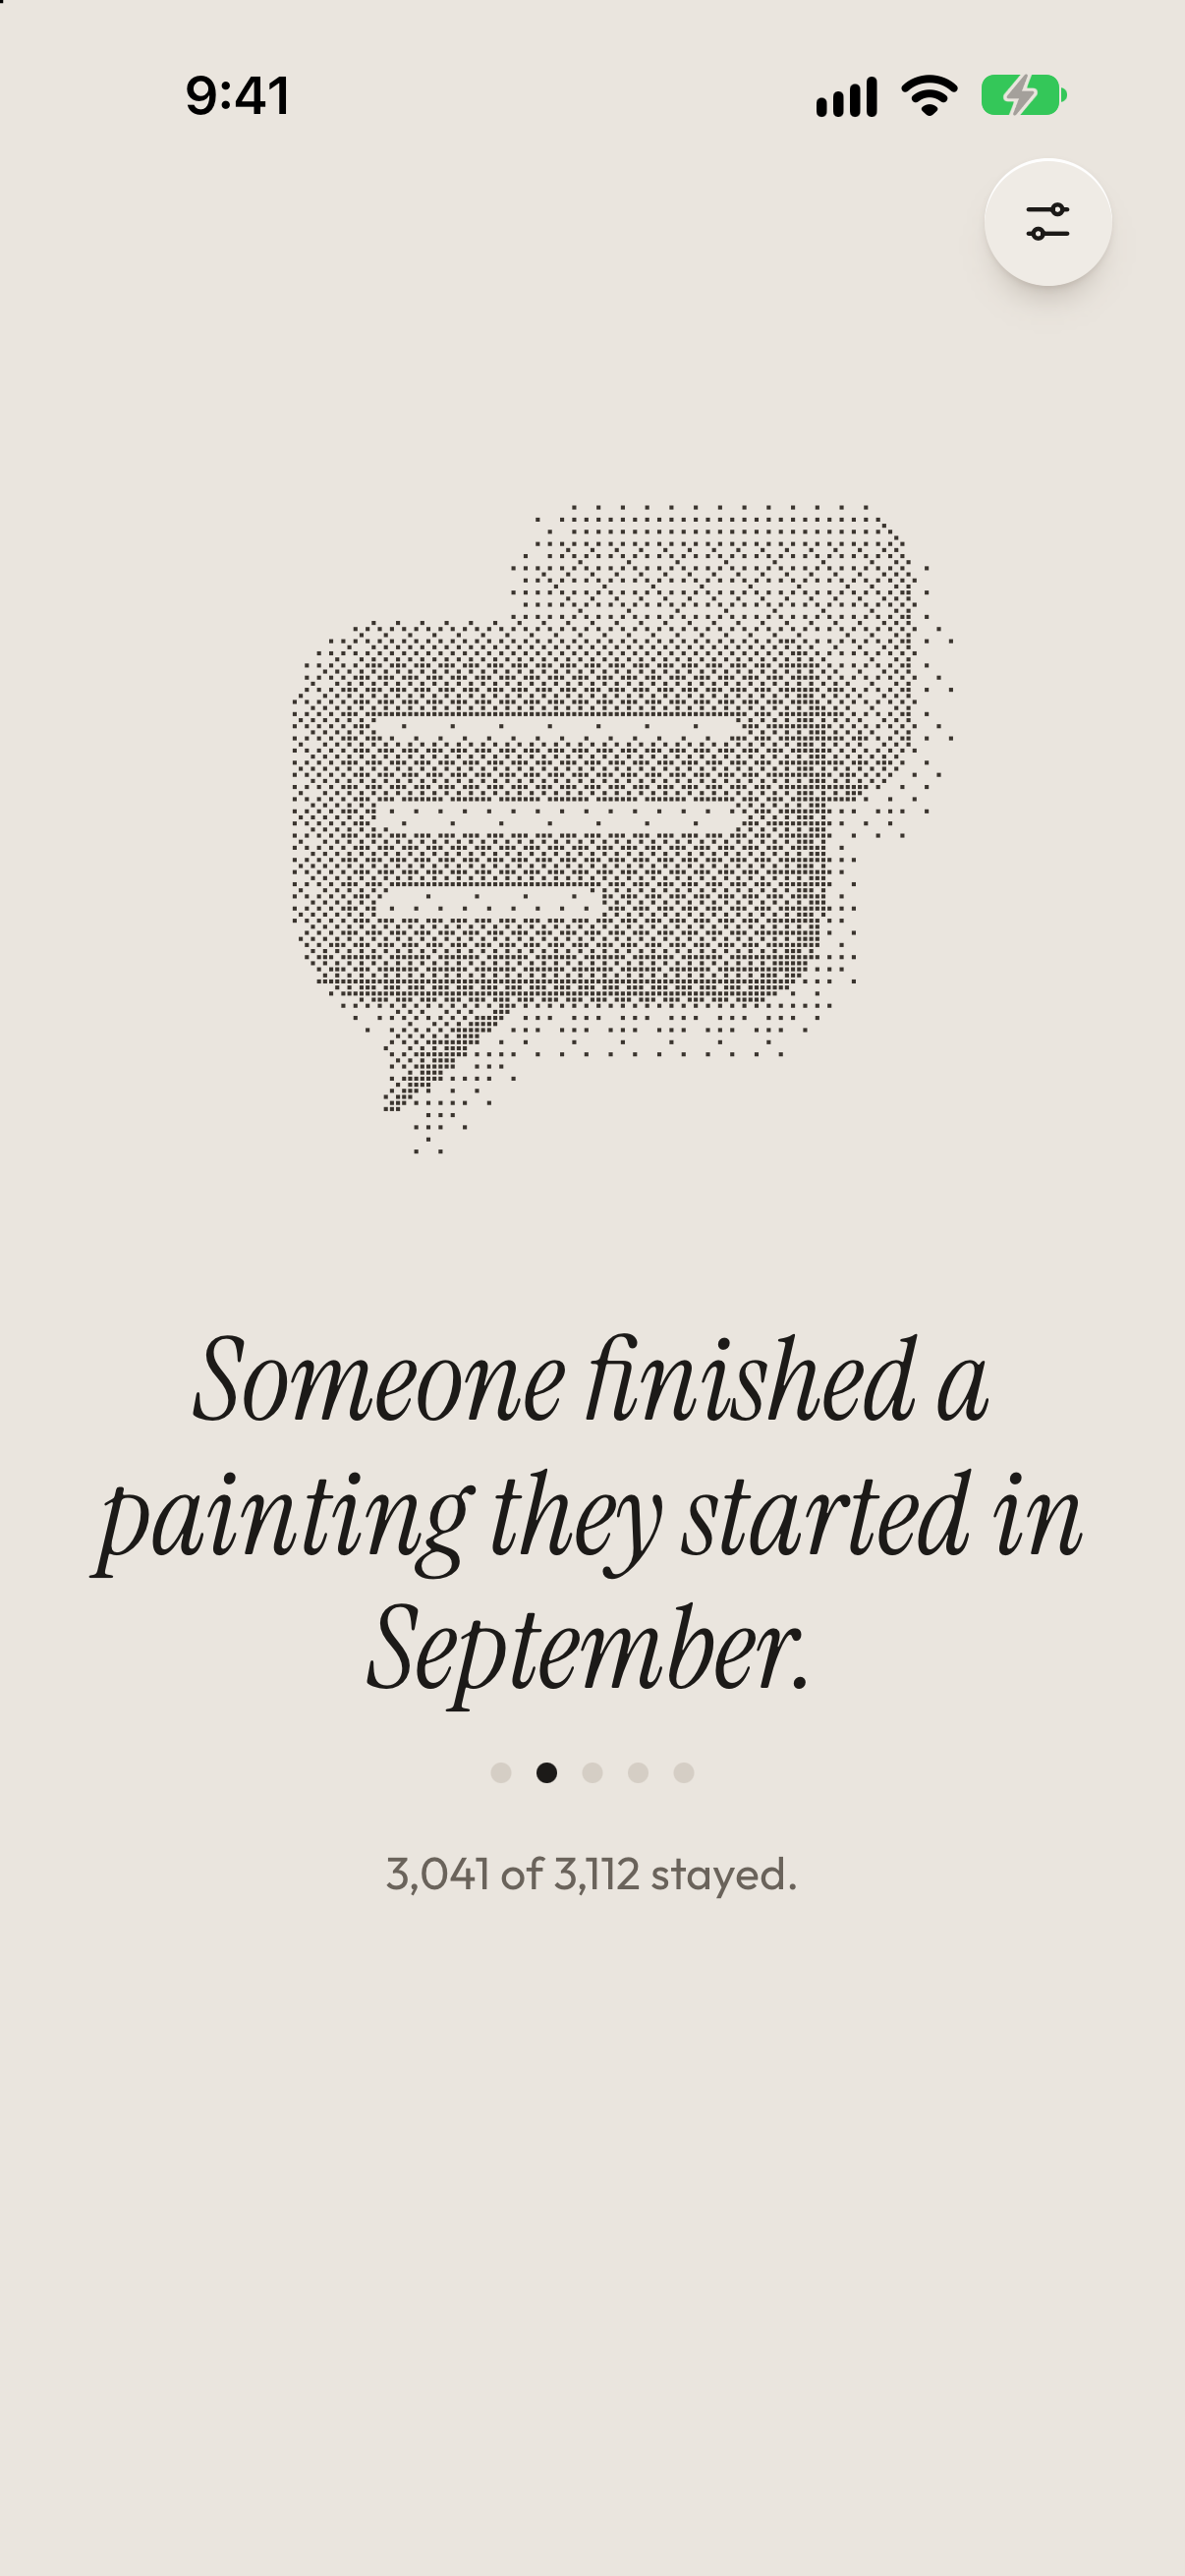 9:41
Someone finished a
painting they started in
September.
3,041 of 3,112 stayed.